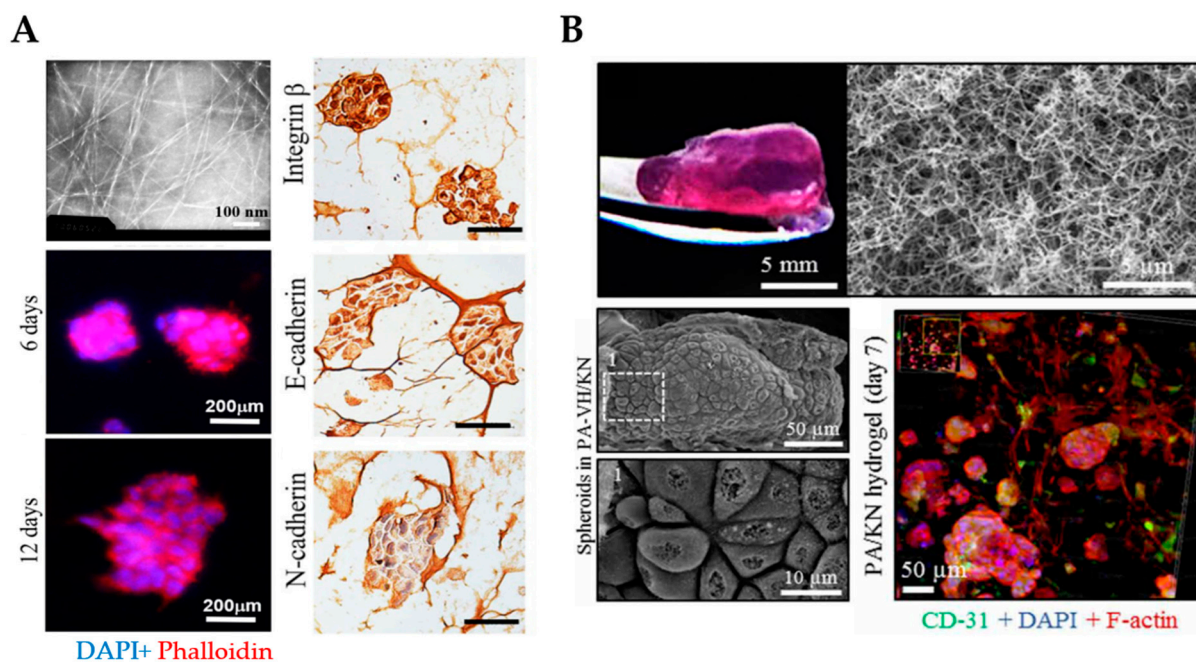 A
B
100 nm
Integrin β
6 days
200μm
E-cadherin
12 days
200μm
N-cadherin
DAPI+ Phalloidin
5 mm
5 μm
Spheroids in PA-VH/KN
1
50 μm
1
10 μm
PA/KN hydrogel (day 7)
50 μm
CD-31 + DAPI + F-actin